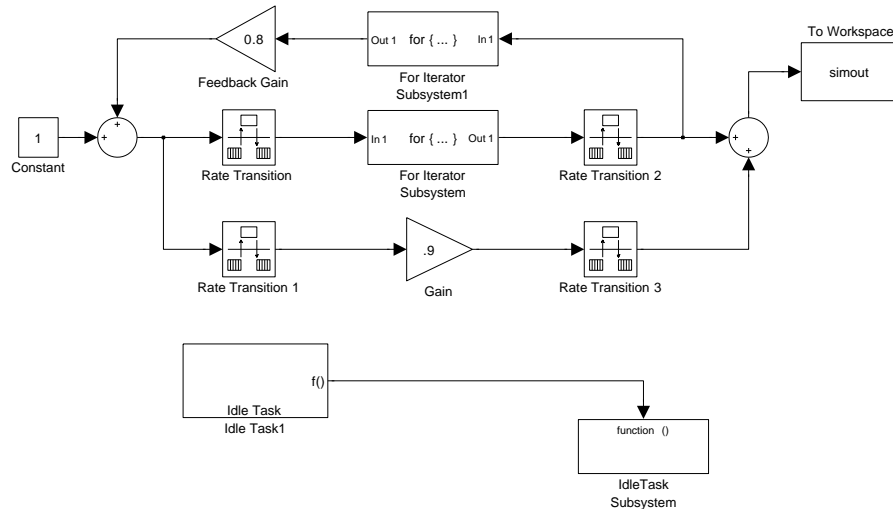 To Workspace
0.8
Out 1
for { ... }
In 1
simout
Feedback Gain
For Iterator
Subsystem1
1
+
+
In 1
for { ... }
Out 1
+
+
Constant
Rate Transition
For Iterator
Subsystem
Rate Transition 2
.9
Rate Transition 1
Gain
Rate Transition 3
f()
Idle Task
Idle Task1
function ()
IdleTask
Subsystem